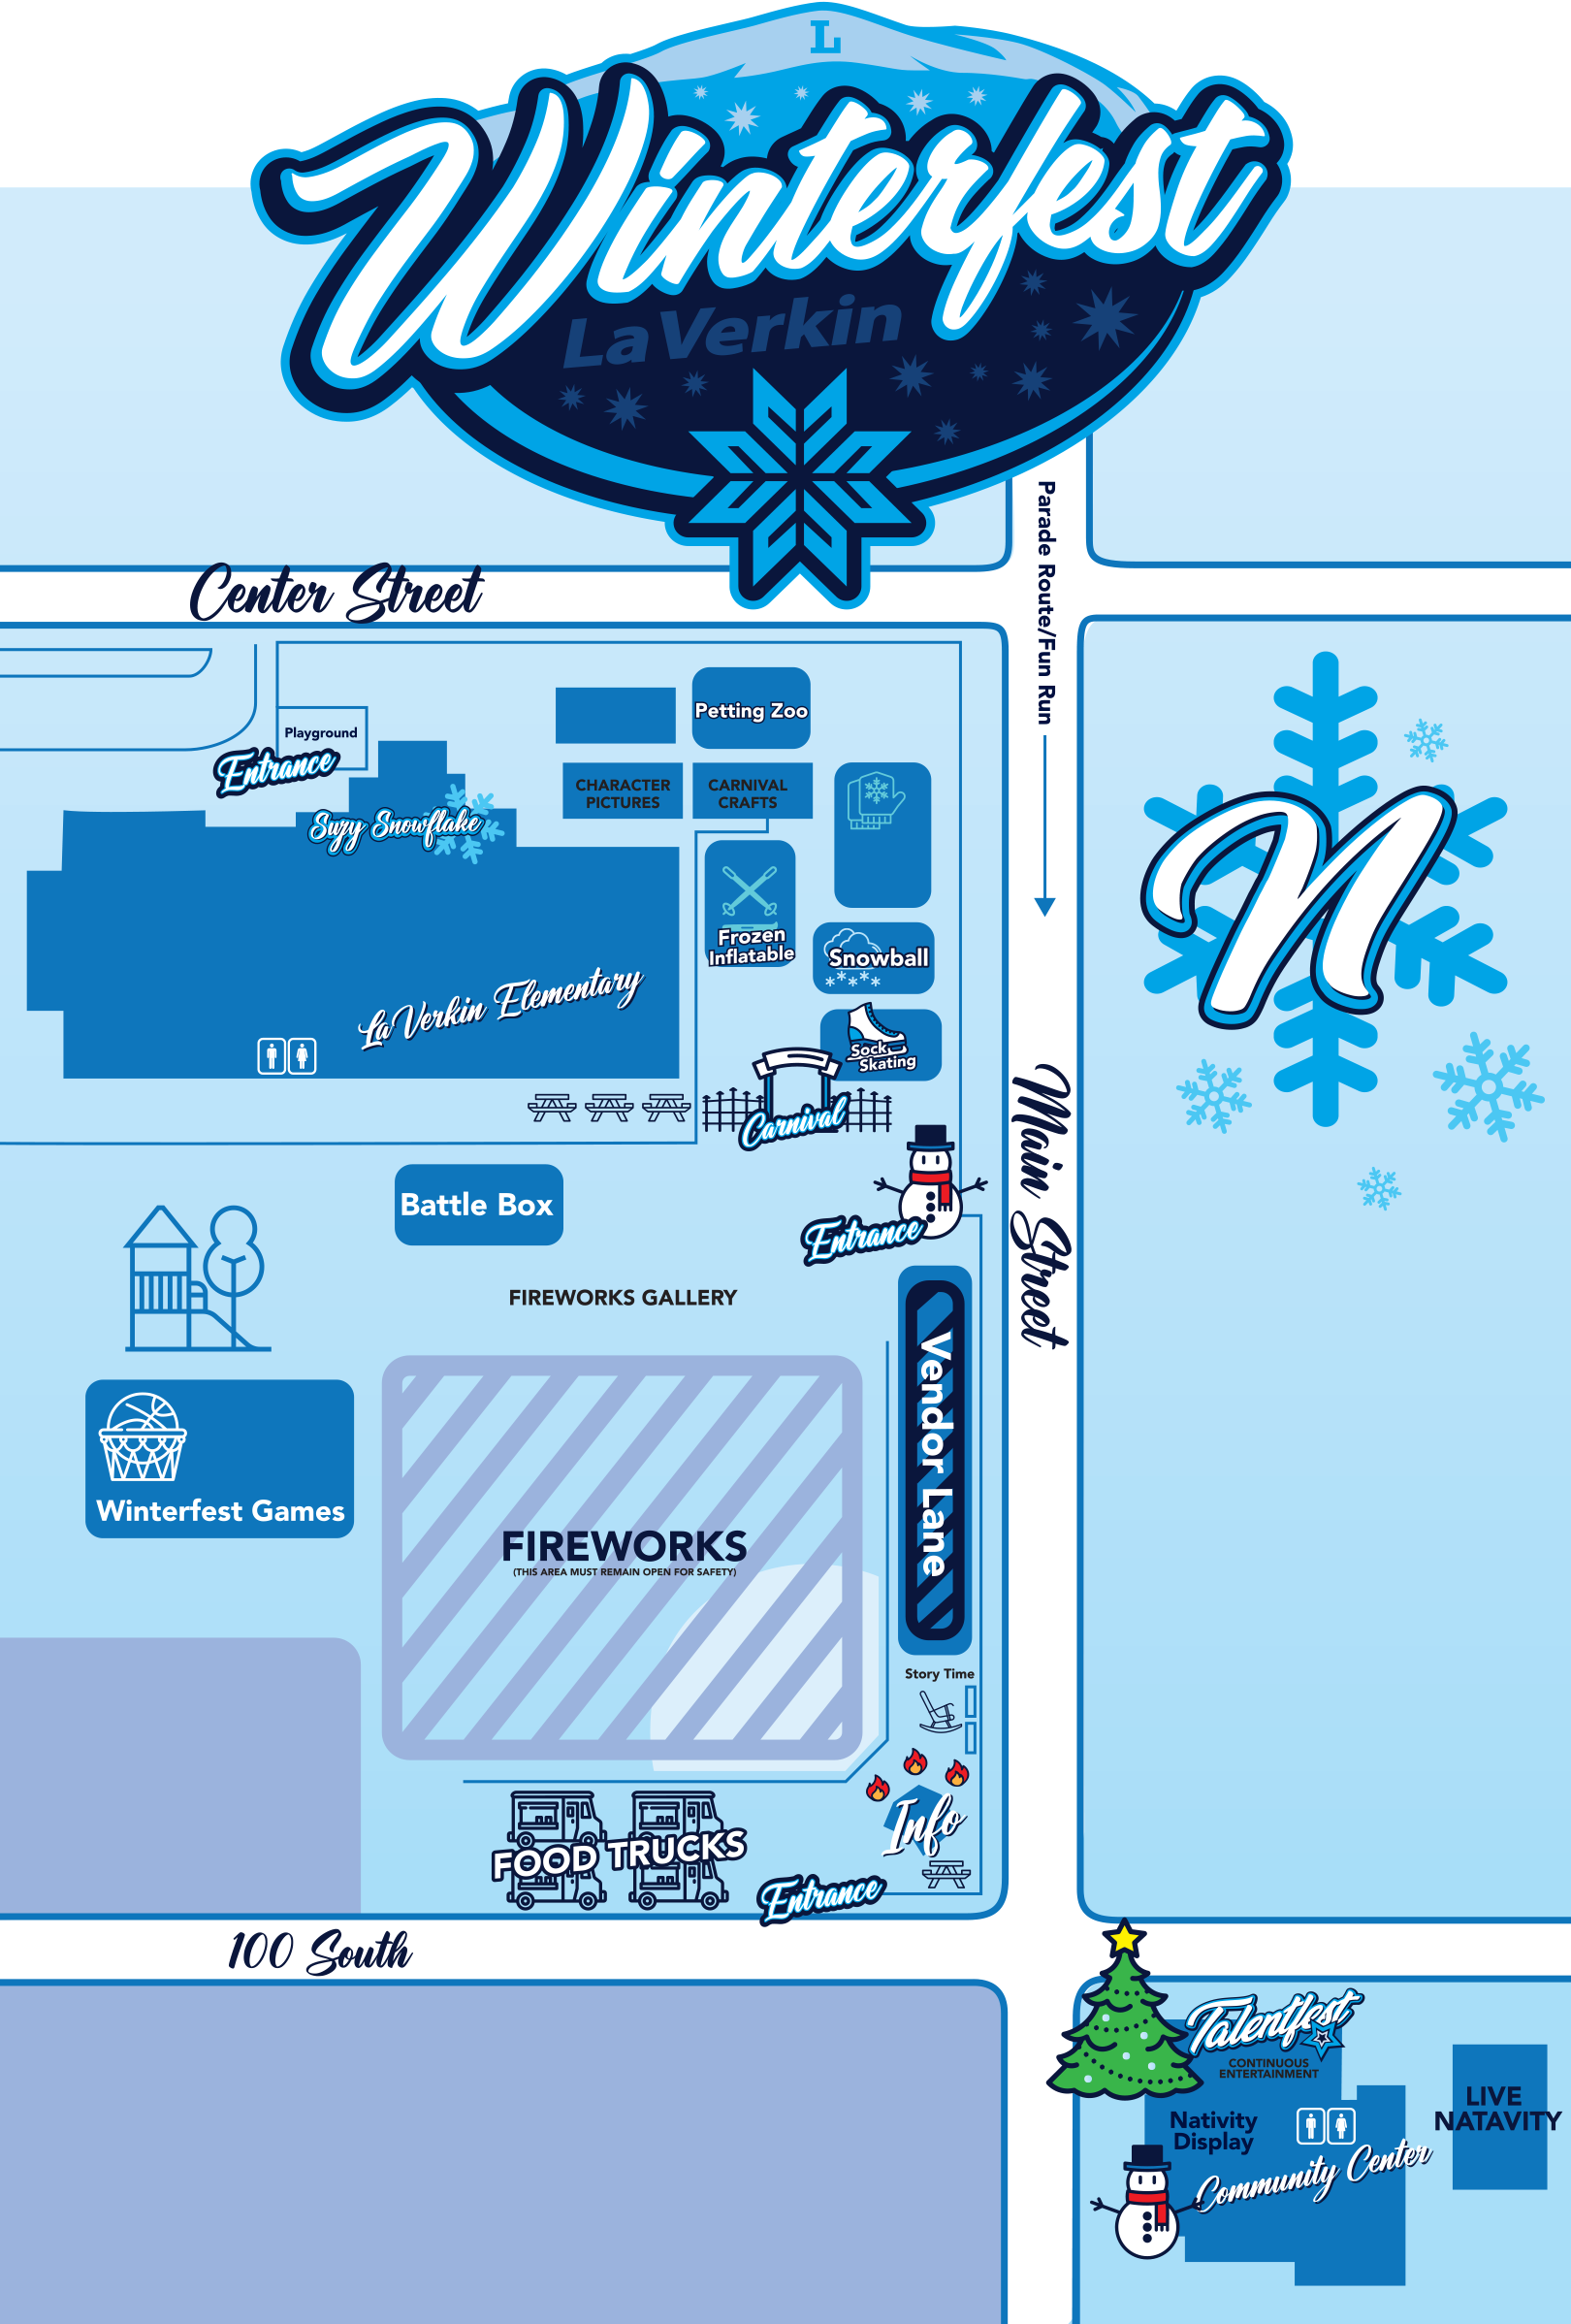 L
Winterfest
La Verkin
Parade Route/Fun Run
Center Street
Playground
Entrance
Suzy Snowflake
Petting Zoo
CHARACTER
PICTURES
CARNIVAL
CRAFTS
Frozen
Inflatable
Snowball
Sock
Skating
La Verkin Elementary
Carnival
Main Street
N
Battle Box
Entrance
FIREWORKS GALLERY
Vendor Lane
Winterfest Games
FIREWORKS
(THIS AREA MUST REMAIN OPEN FOR SAFETY)
Story Time
Info
FOOD TRUCKS
Entrance
100 South
Talentfest
CONTINUOUS
ENTERTAINMENT
Nativity
Display
Community Center
LIVE
NATAVITY